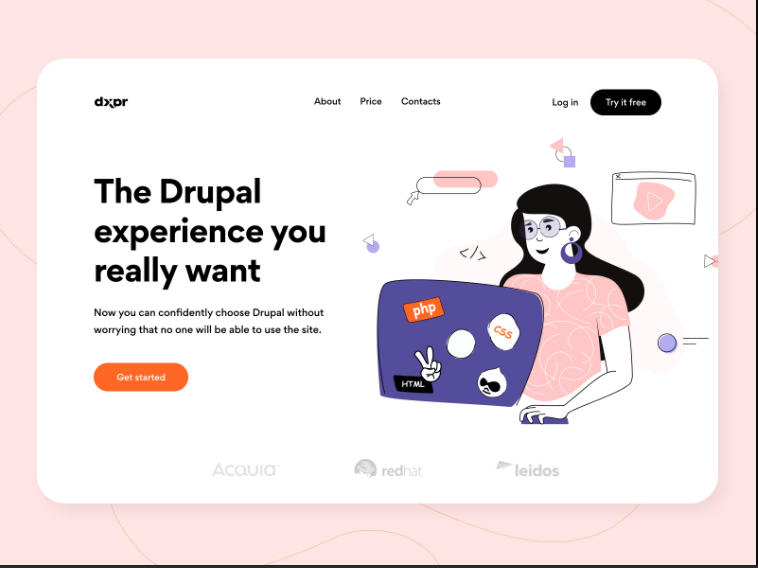 dxpr
About
Price
Contacts
Log in
Try it free
The Drupal
experience you
really want
Now you can confidently choose Drupal without
worrying that no one will be able to use the site.
Get started
</>
php
CSS
HTML
Acquia
redhat
leidos